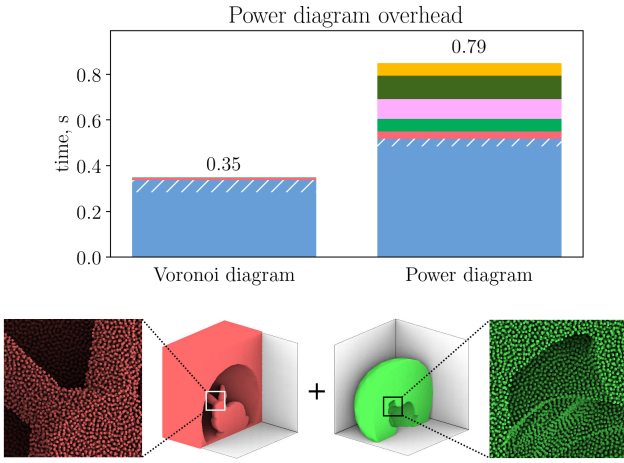 Power diagram overhead
0.79
0.8
0.6
time, s
0.35
0.4
0.2
0.0
Voronoi diagram
Power diagram
+